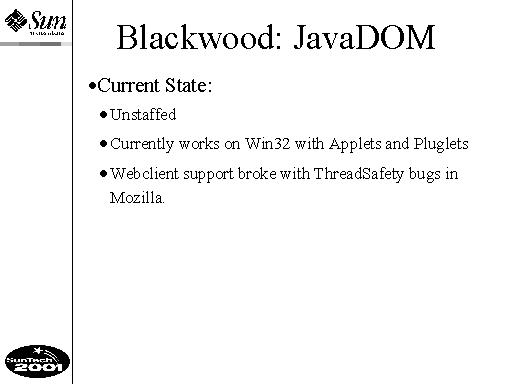 Sun
Blackwood: JavaDOM
•Current State:
•Unstaffed
•Currently works on Win32 with Applets and Pluglets
•Webclient support broke with ThreadSafety bugs in
Mozilla.
SunTech
2001